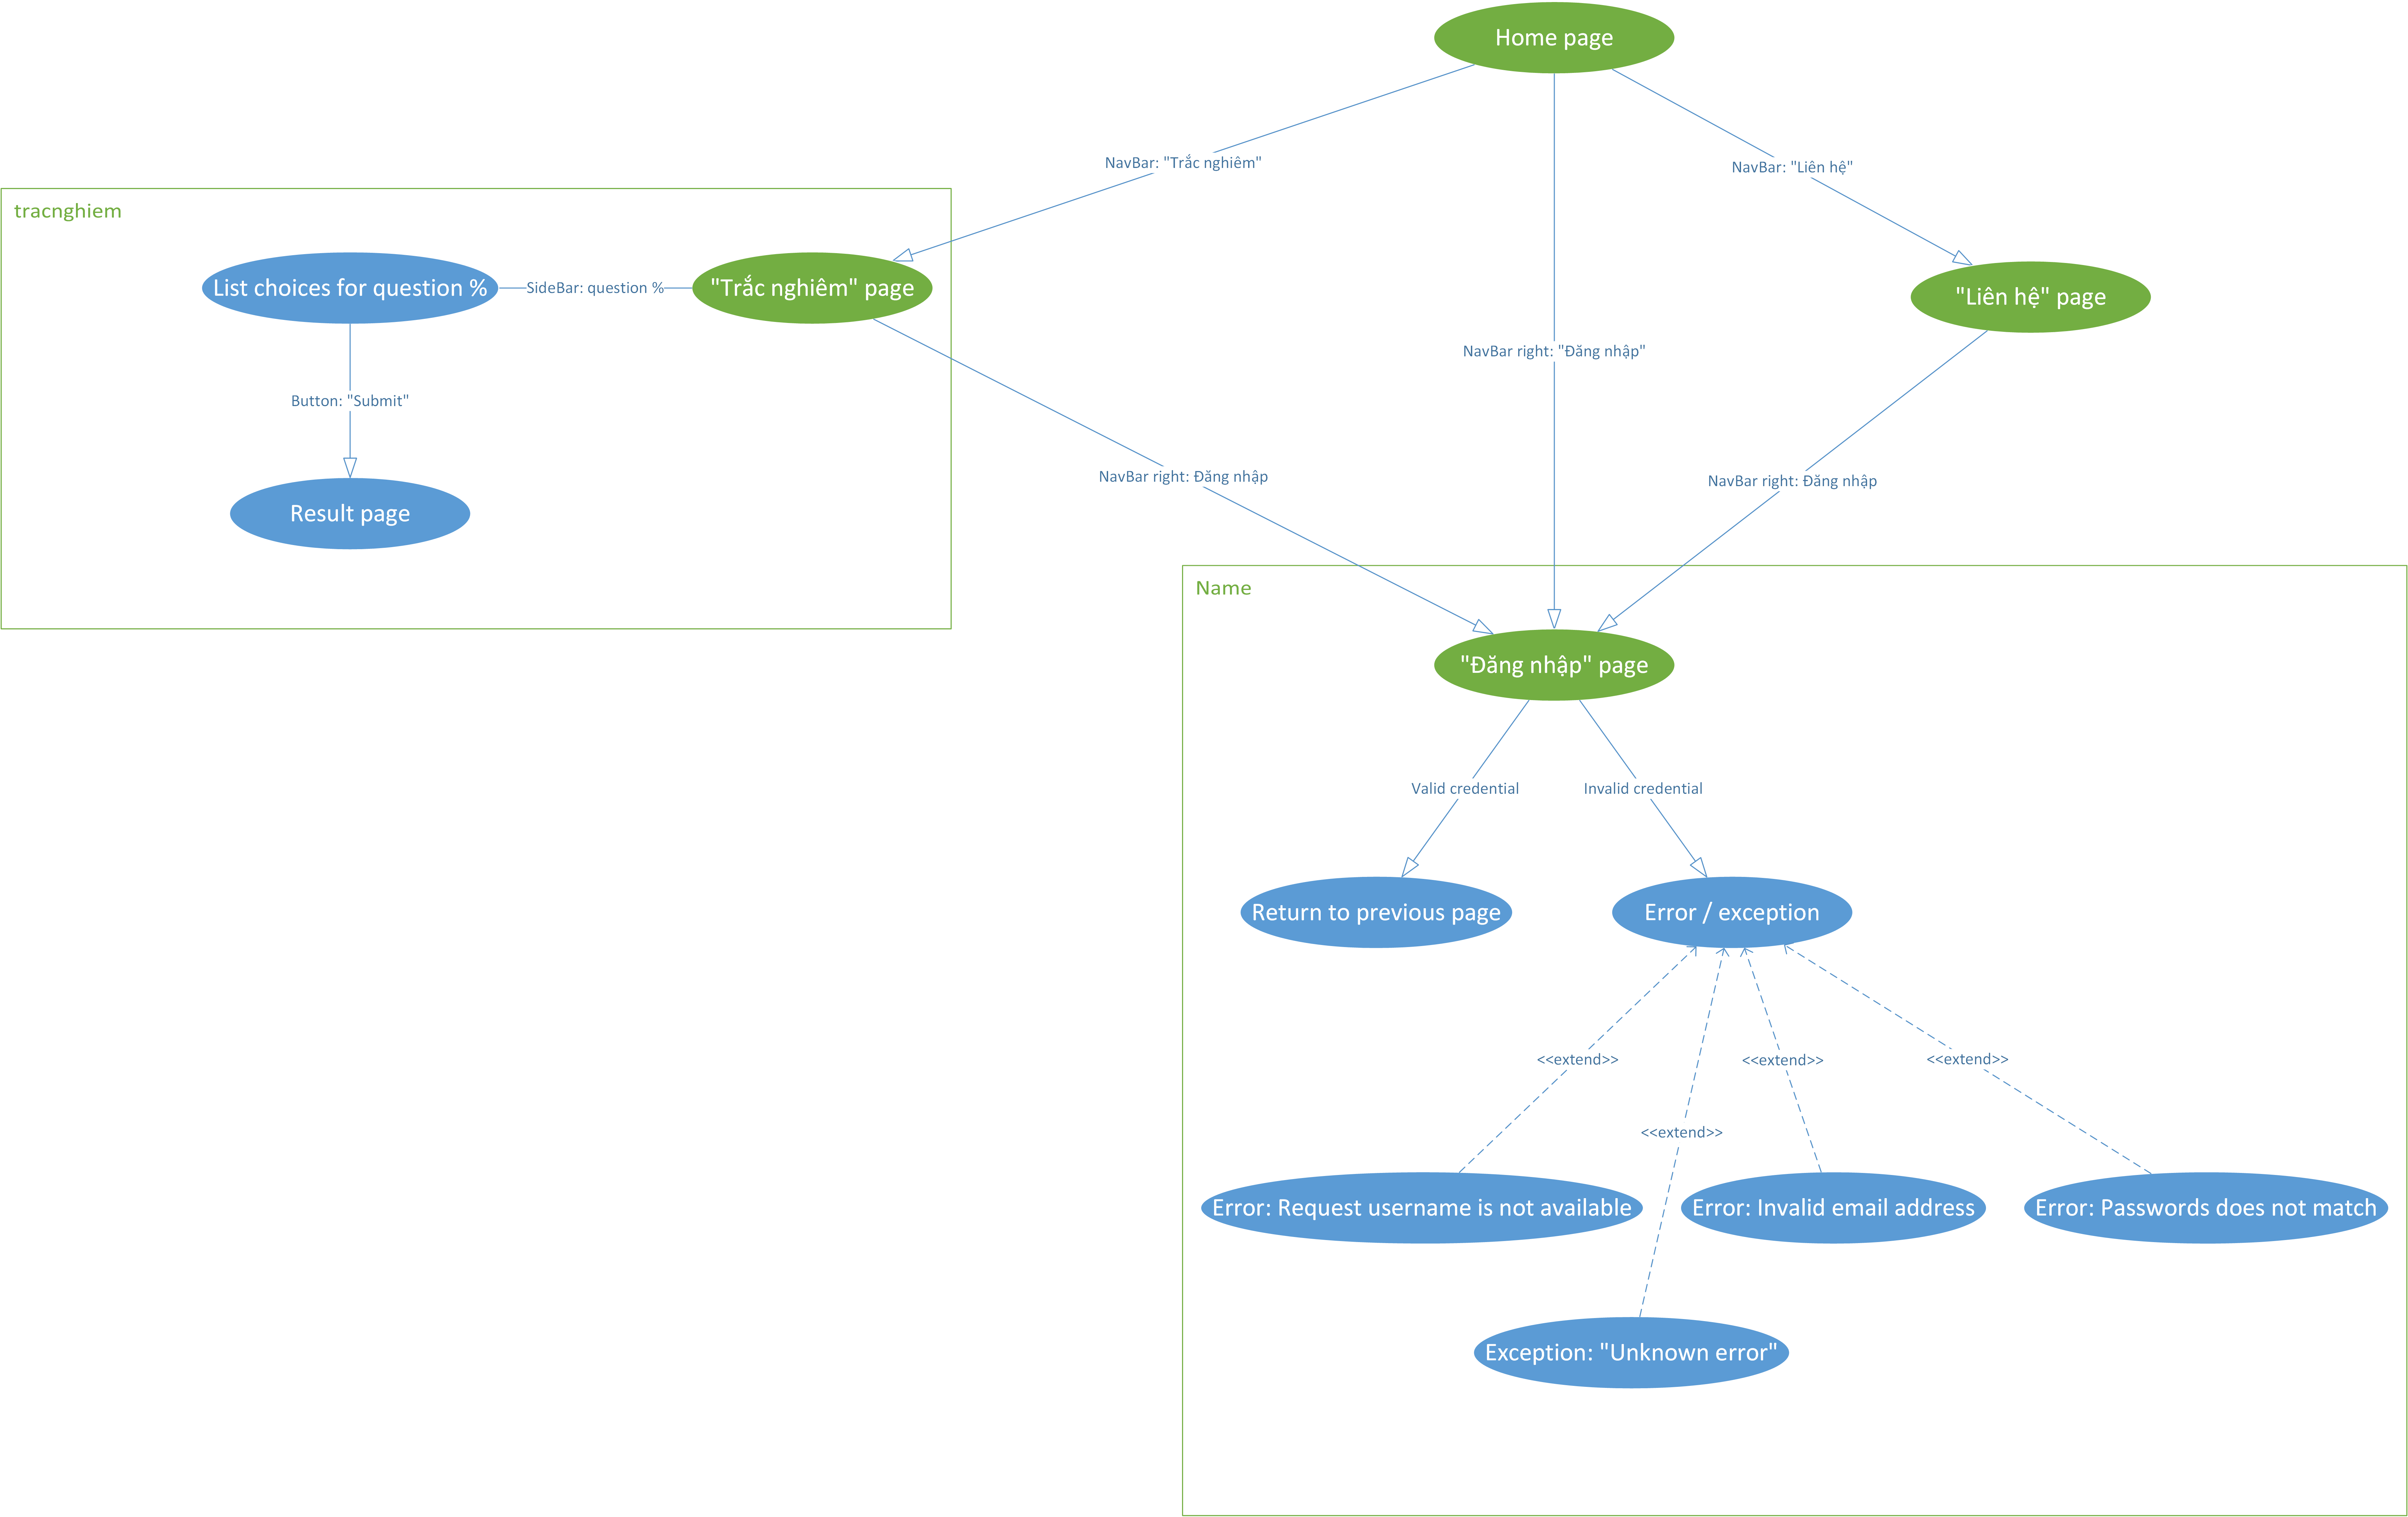 Home page
NavBar: "Trắc nghiêm"
NavBar: "Liên hệ"
tracnghiem
List choices for question %
SideBar: question %
"Trắc nghiêm" page
"Liên hệ" page
NavBar right: "Đăng nhập"
Button: "Submit"
NavBar right: Đăng nhập
NavBar right: Đăng nhập
Result page
Name
"Đăng nhập" page
Valid credential
Invalid credential
Return to previous page
Error / exception
<<extend>>
<<extend>>
<<extend>>
<<extend>>
Error: Request username is not available
Error: Invalid email address
Error: Passwords does not match
Exception: "Unknown error"